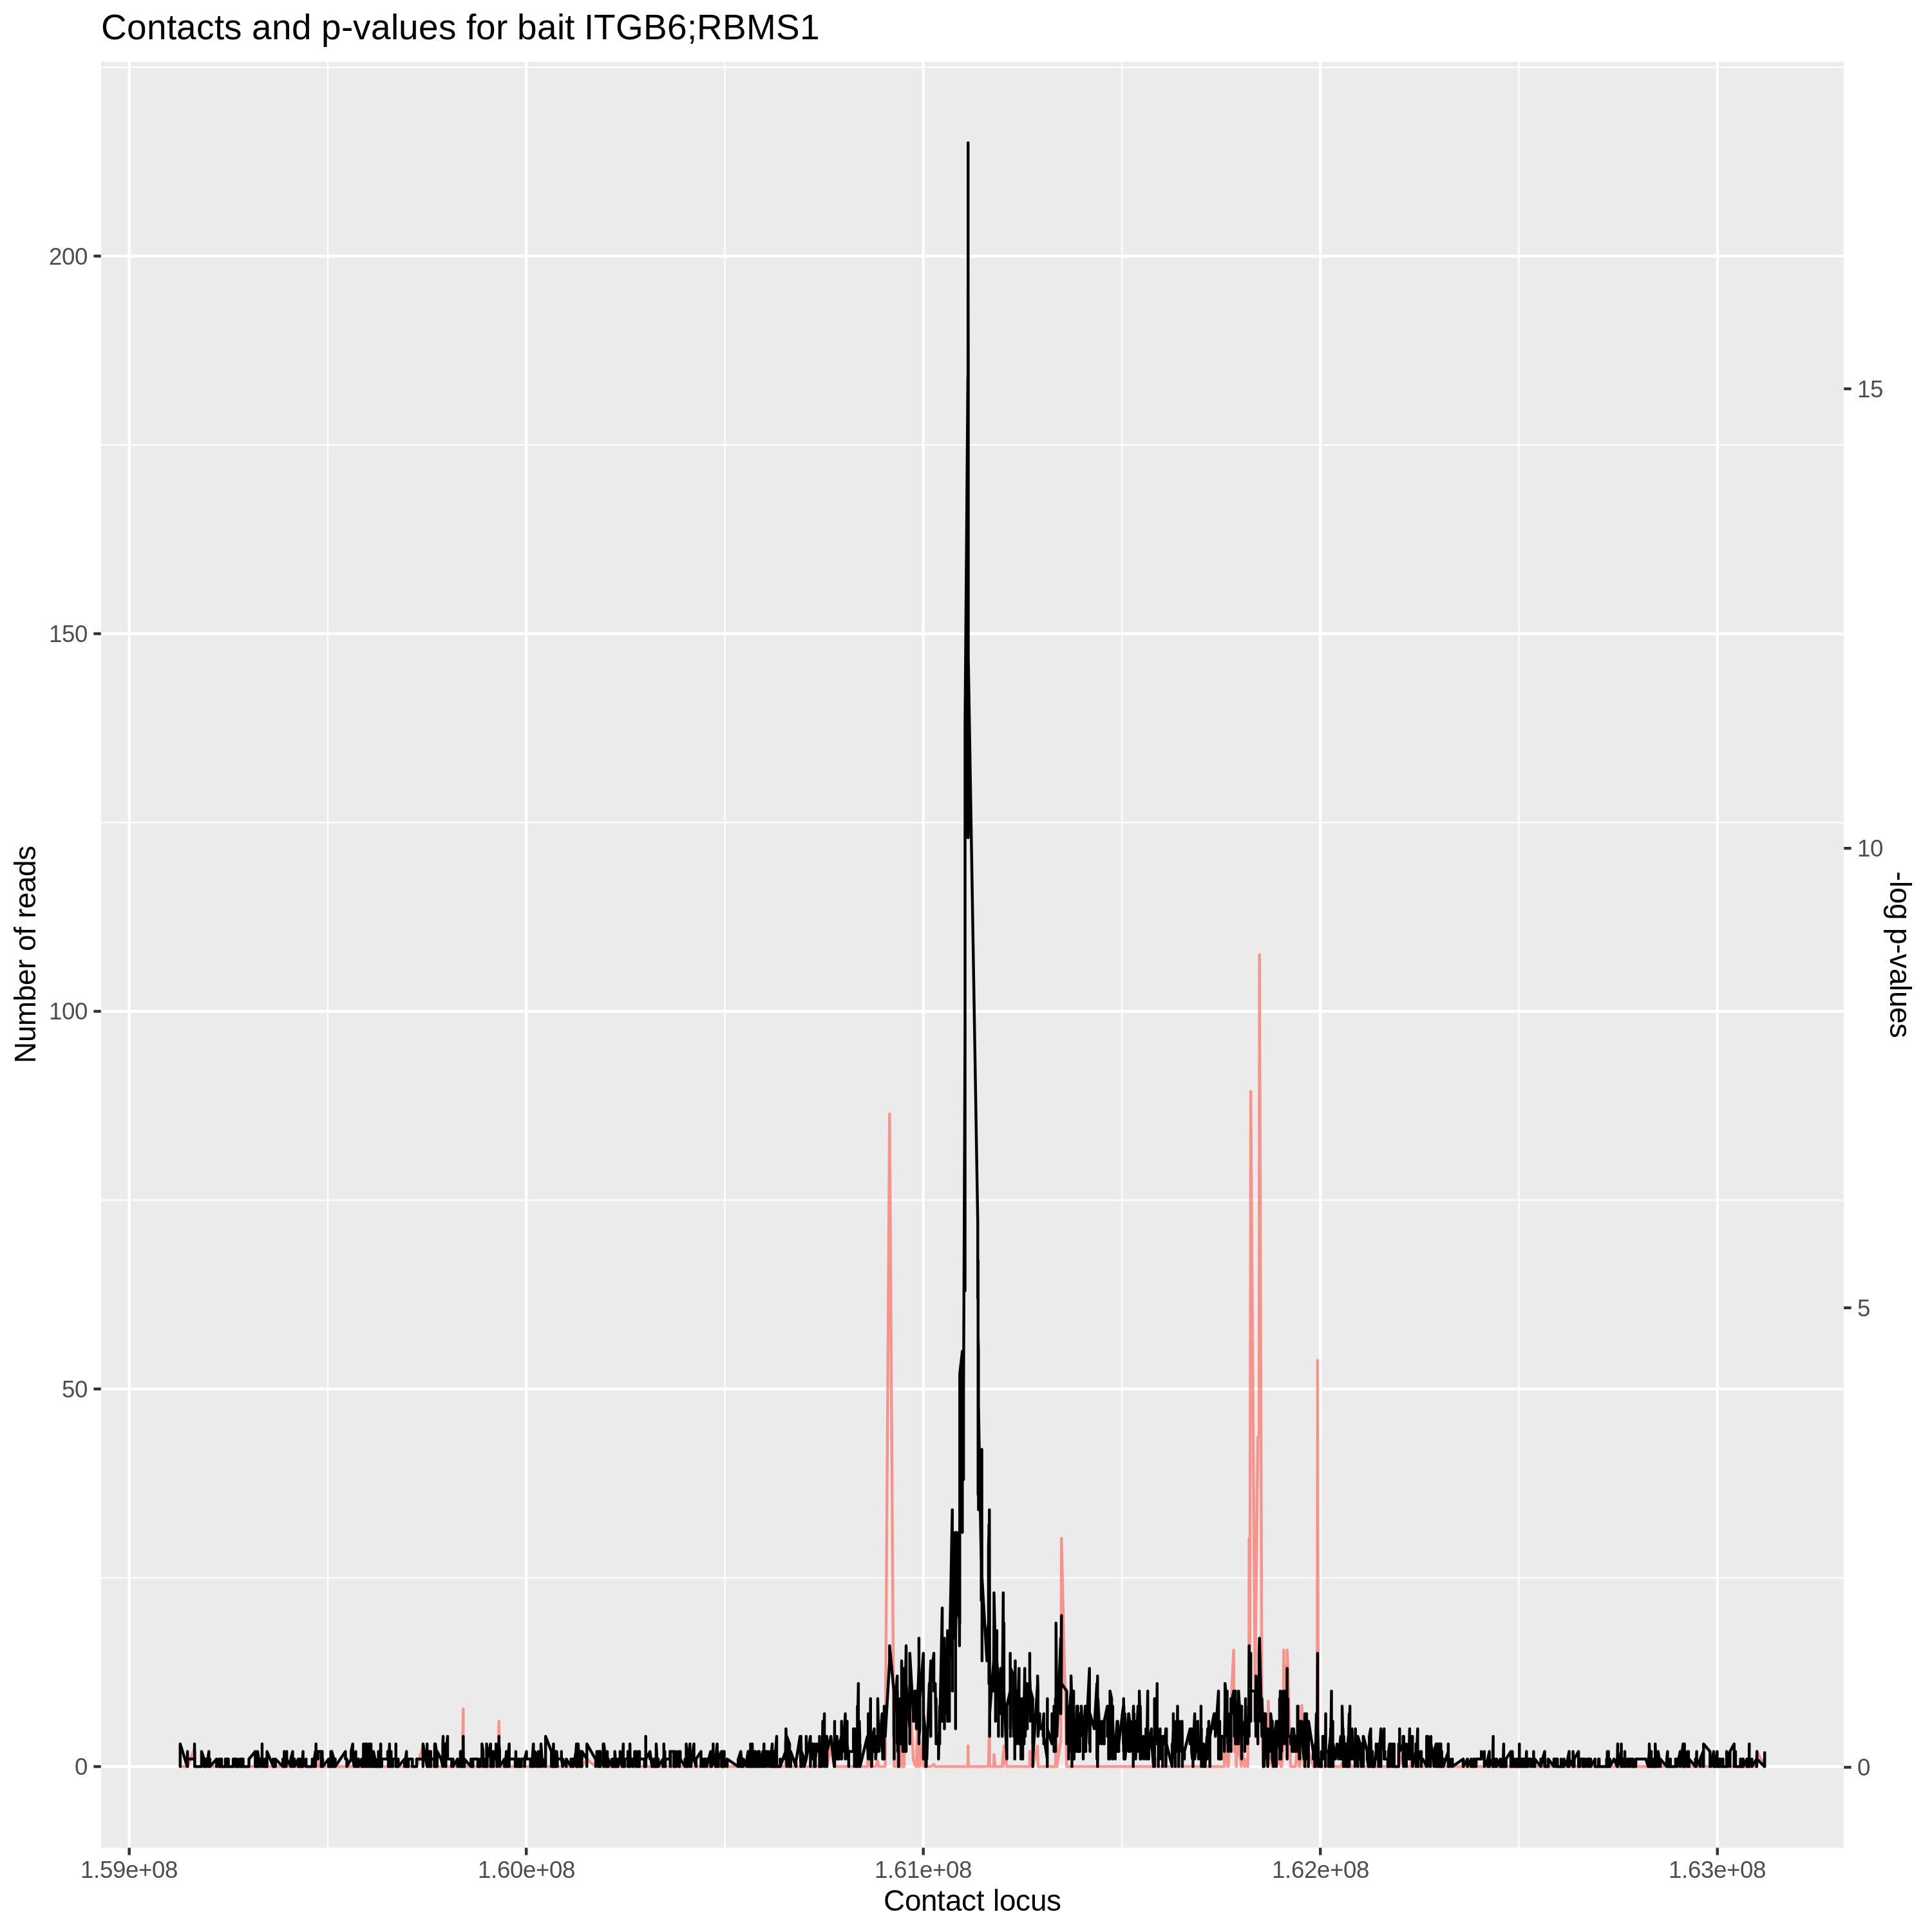 Contacts and p-values for bait ITGB6;RBMS1
200
150
100
50
0
Number of reads
15
10
5
0
-log p-values
1.59e+08
1.60e+08
1.61e+08
1.62e+08
1.63e+08
Contact locus